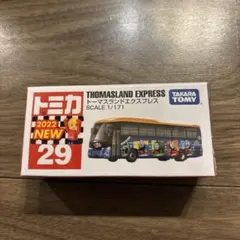 トミカ
2022
NEW
29
THOMASLAND EXPRESS
トーマスランドエクスプレス
SCALE 1/171
TAKARA
TOMY